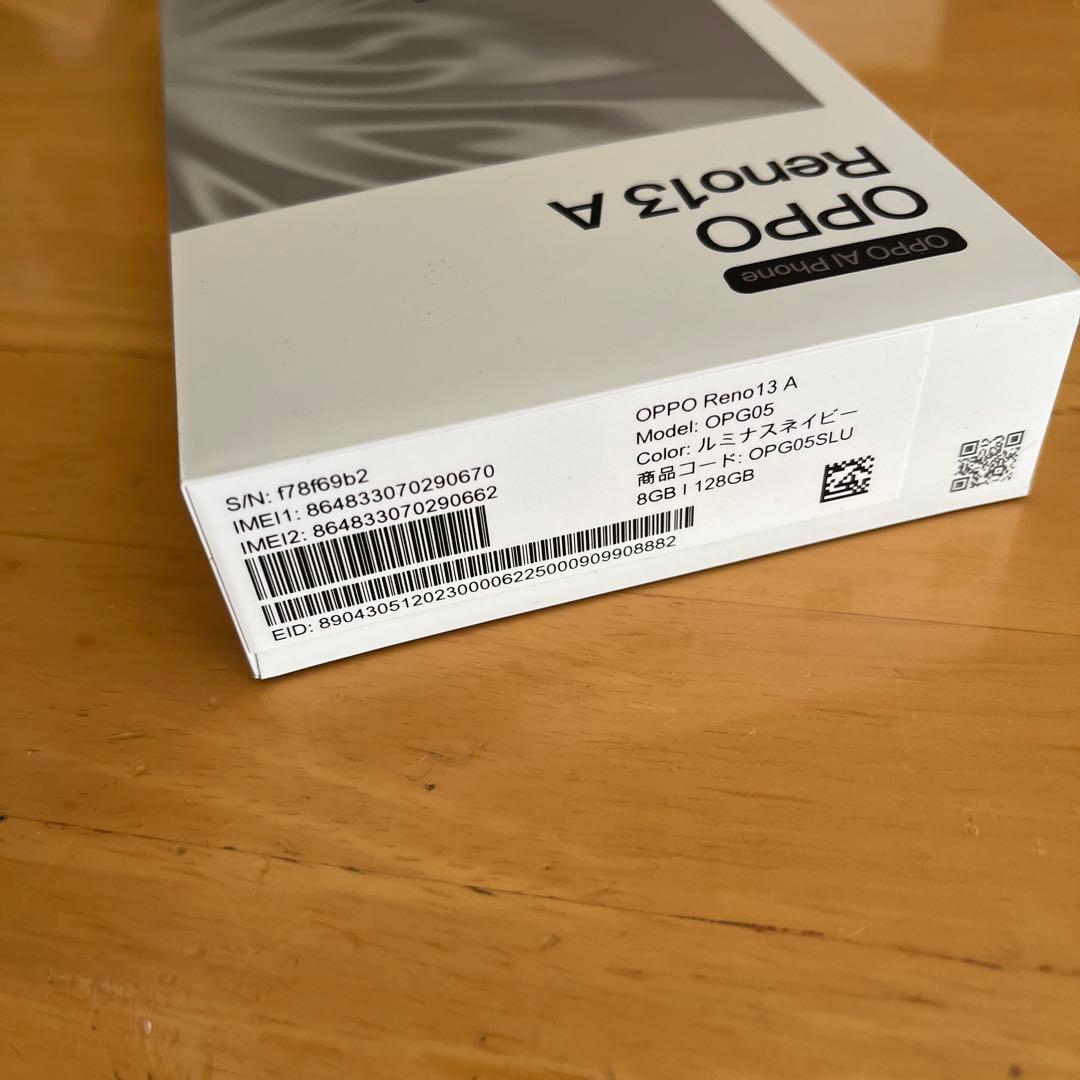 OPPO AI Phone
OPPO
Reno13 A
S/N: f78f69b2
IMEI1: 864833070290670
IMEI2: 864833070290662
EID: 89043051202300006225000909908882
OPPO Reno13 A
Model: OPG05
Color: ルミナスネイビー
商品コード: OPG05SLU
8GB | 128GB